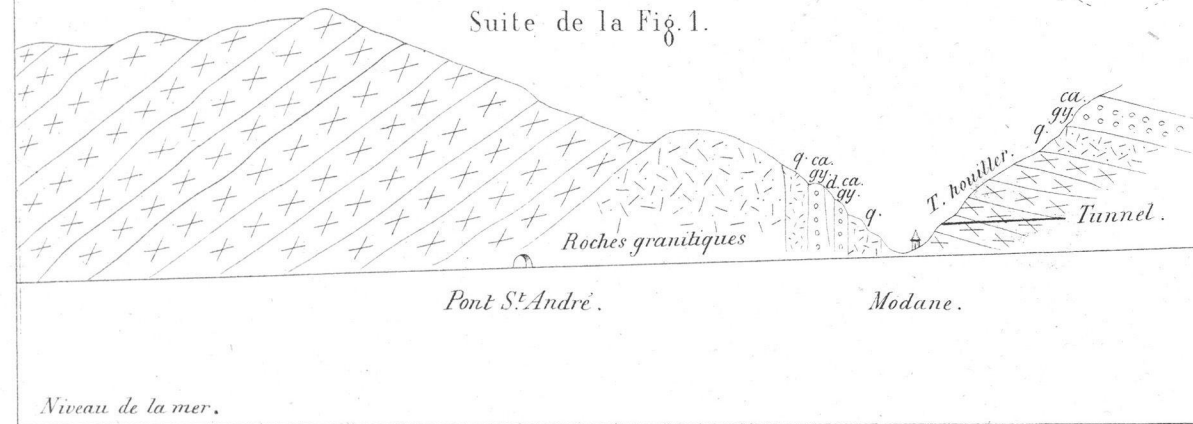 Suite de la Fig. 1.
ca.
gy.
q.
q. ca.
gy. d. ca.
gy.
q.
T. houiller.
Tunnel.
Roches granitiques
Pont St. André.
Modane.
Niveau de la mer.